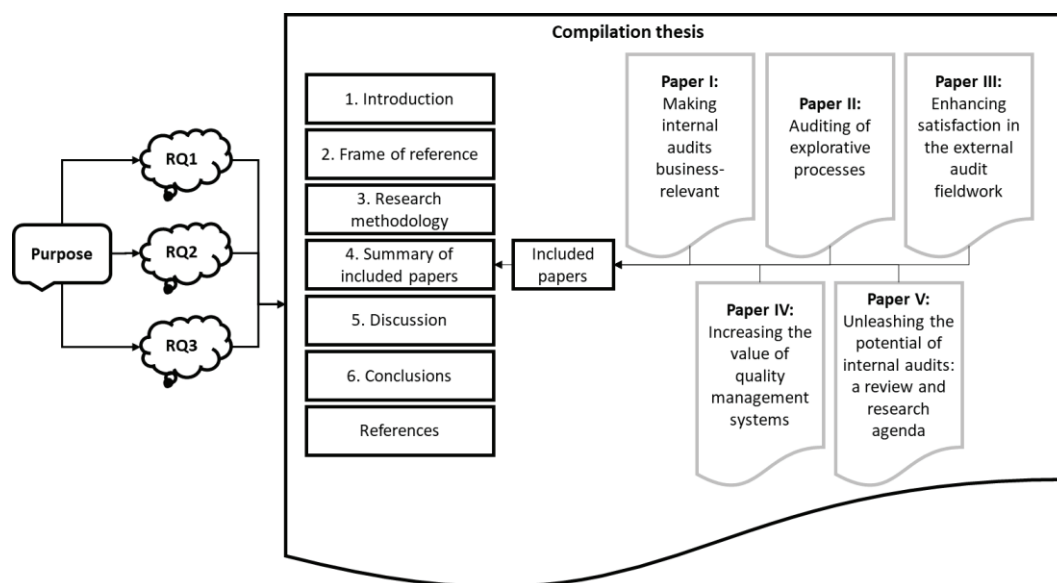 Compilation thesis
Purpose
RQ1
RQ2
RQ3
1. Introduction
2. Frame of reference
3. Research
methodology
4. Summary of
included papers
5. Discussion
6. Conclusions
References
Included
papers
Paper I:
Making
internal
audits
business-
relevant
Paper II:
Auditing of
explorative
processes
Paper III:
Enhancing
satisfaction in
the external
audit
fieldwork
Paper IV:
Increasing the
value of
quality
management
systems
Paper V:
Unleashing the
potential of
internal audits:
a review and
research
agenda